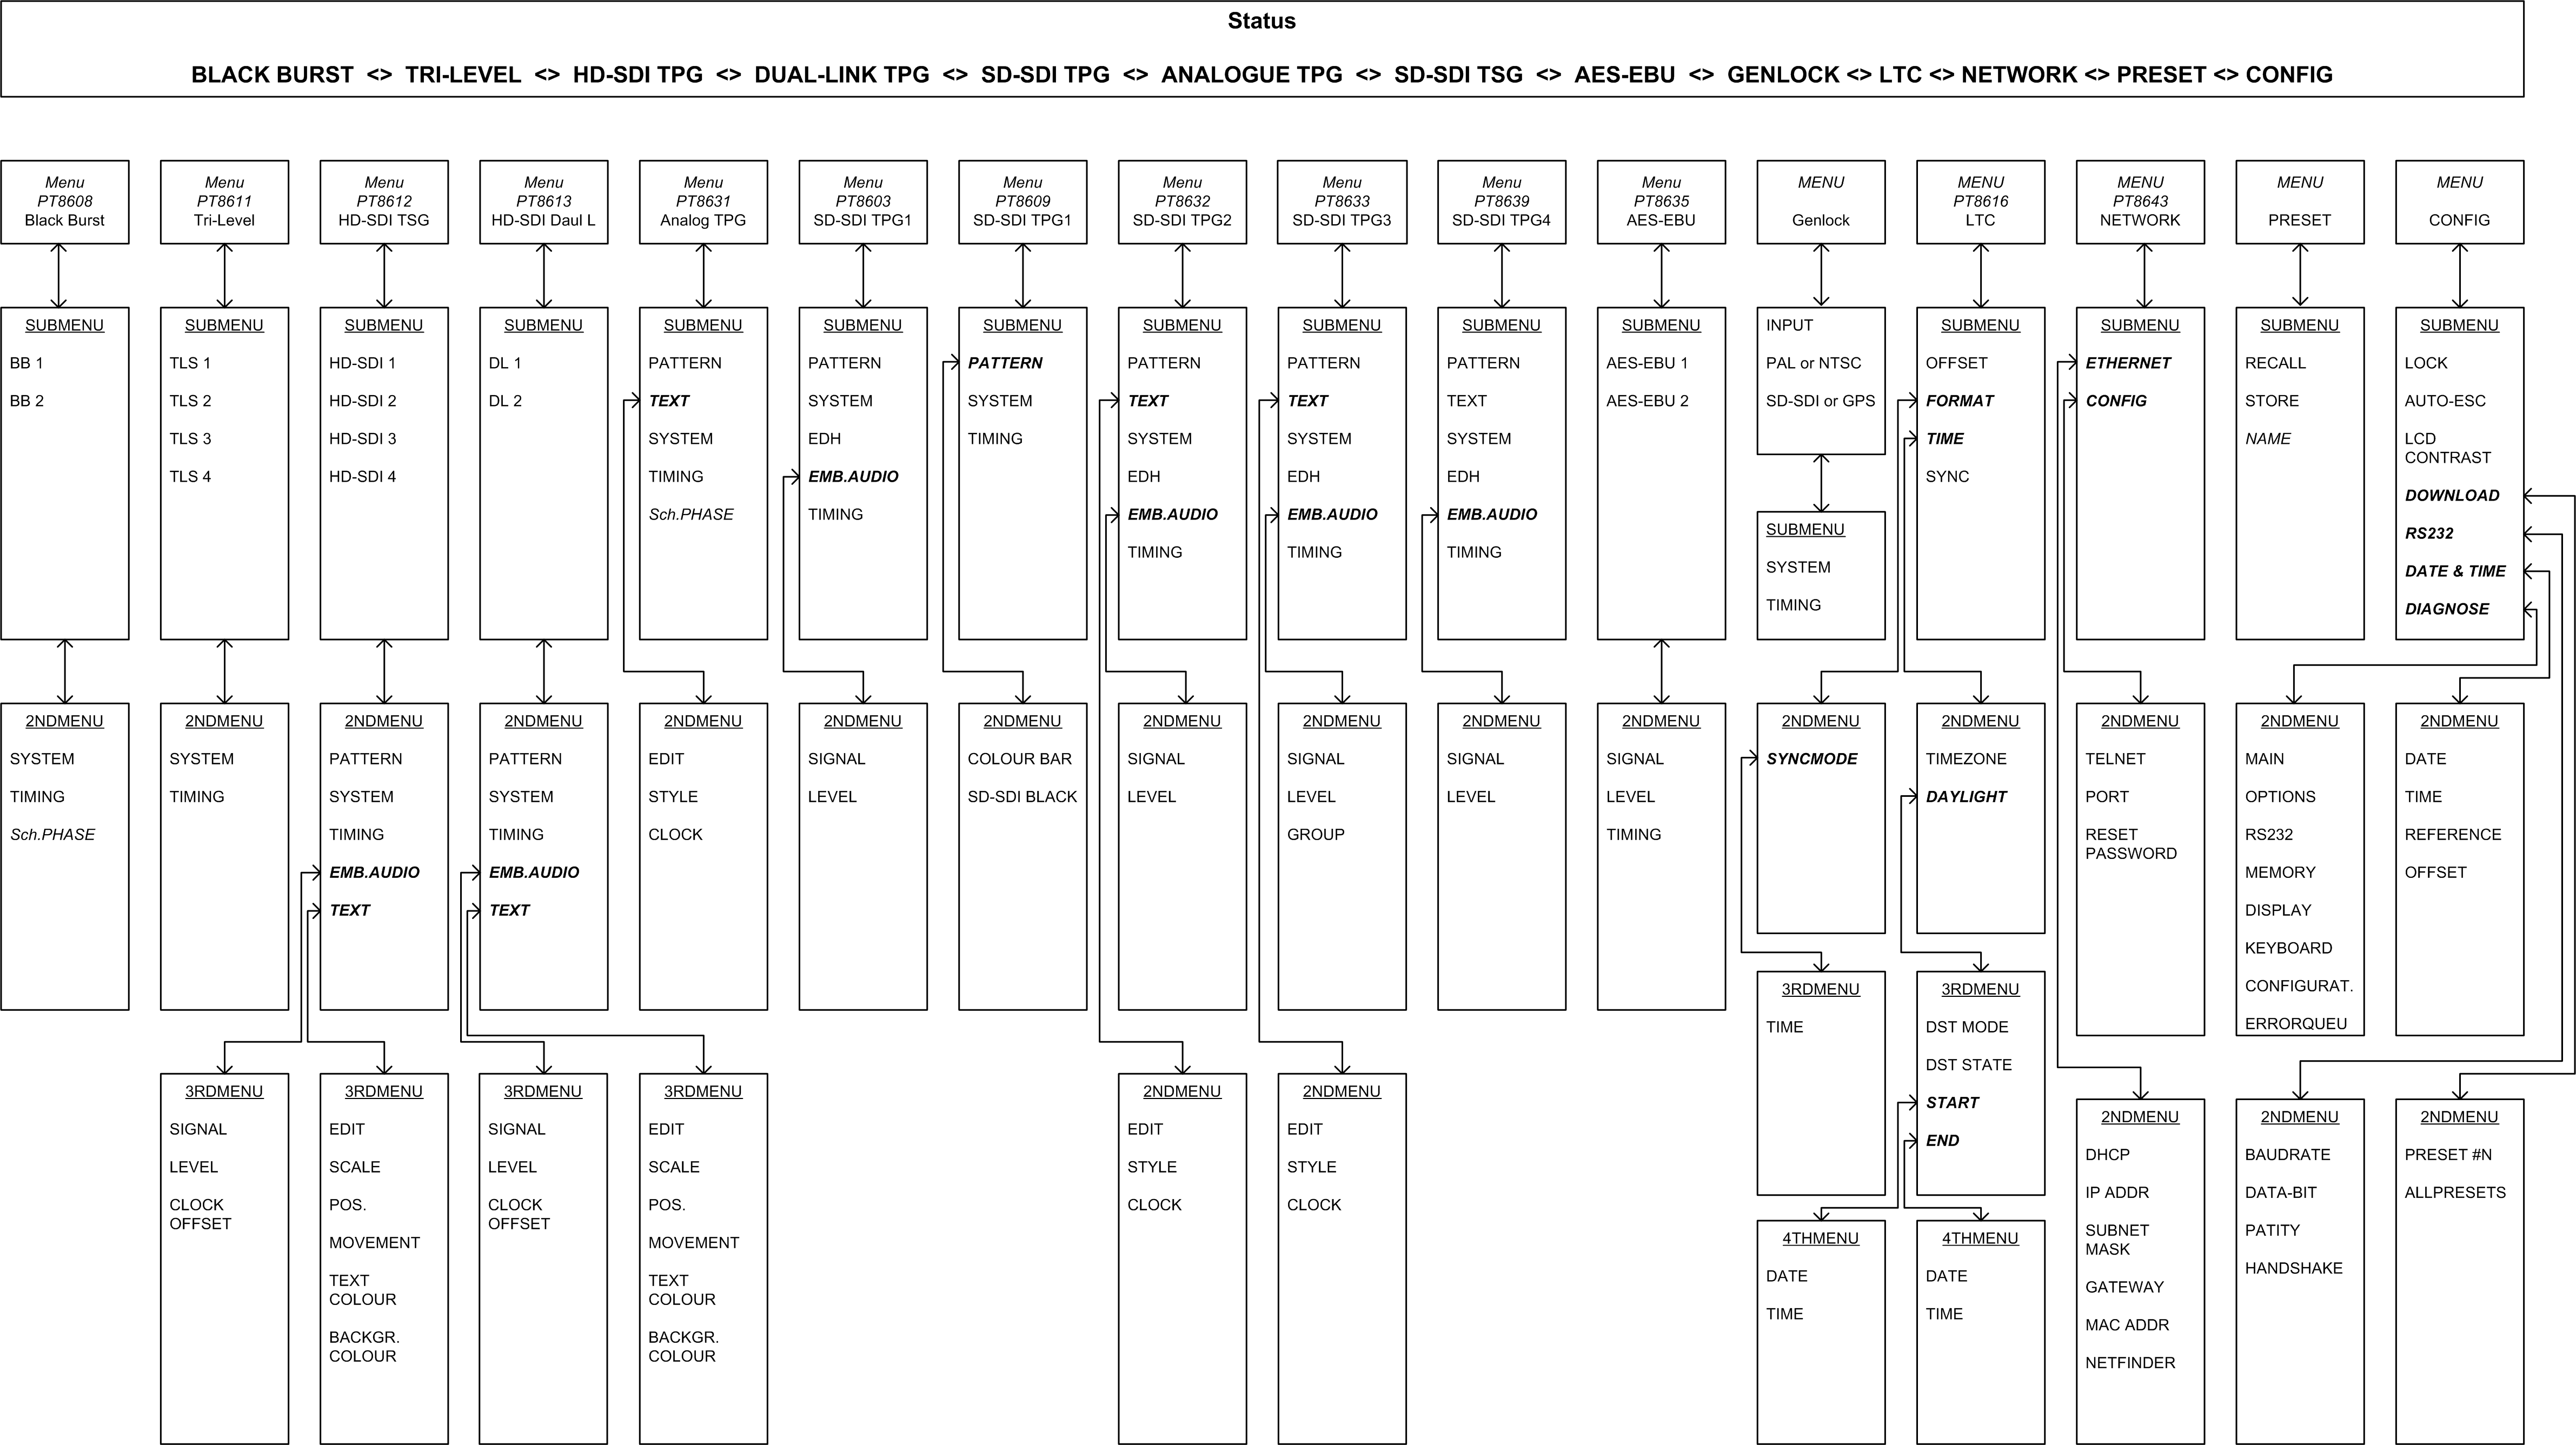 Status
BLACK BURST <> TRI-LEVEL <> HD-SDI TPG <> DUAL-LINK TPG <> SD-SDI TPG <> ANALOGUE TPG <> SD-SDI TSG <> AES-EBU <> GENLOCK <> LTC <> NETWORK <> PRESET <> CONFIG
Menu
PT8608
Black Burst
Menu
PT8611
Tri-Level
Menu
PT8612
HD-SDI TSG
Menu
PT8613
HD-SDI Daul L
Menu
PT8631
Analog TPG
Menu
PT8603
SD-SDI TPG1
Menu
PT8609
SD-SDI TPG1
Menu
PT8632
SD-SDI TPG2
Menu
PT8633
SD-SDI TPG3
Menu
PT8639
SD-SDI TPG4
Menu
PT8635
AES-EBU
MENU
Genlock
MENU
PT8616
LTC
MENU
PT8643
NETWORK
MENU
PRESET
MENU
CONFIG
SUBMENU
BB 1
BB 2
SUBMENU
TLS 1
TLS 2
TLS 3
TLS 4
SUBMENU
HD-SDI 1
HD-SDI 2
HD-SDI 3
HD-SDI 4
SUBMENU
DL 1
DL 2
SUBMENU
PATTERN
TEXT
SYSTEM
TIMING
Sch.PHASE
SUBMENU
PATTERN
SYSTEM
EDH
EMB.AUDIO
TIMING
SUBMENU
PATTERN
SYSTEM
TIMING
SUBMENU
PATTERN
TEXT
SYSTEM
EDH
EMB.AUDIO
TIMING
SUBMENU
PATTERN
TEXT
SYSTEM
EDH
EMB.AUDIO
TIMING
SUBMENU
PATTERN
TEXT
SYSTEM
EDH
EMB.AUDIO
TIMING
SUBMENU
AES-EBU 1
AES-EBU 2
INPUT
PAL or NTSC
SD-SDI or GPS
SUBMENU
SYSTEM
TIMING
SUBMENU
OFFSET
FORMAT
TIME
SYNC
SUBMENU
ETHERNET
CONFIG
SUBMENU
RECALL
STORE
NAME
SUBMENU
LOCK
AUTO-ESC
LCD
CONTRAST
DOWNLOAD
RS232
DATE & TIME
DIAGNOSE
2NDMENU
SYSTEM
TIMING
Sch.PHASE
2NDMENU
SYSTEM
TIMING
2NDMENU
PATTERN
SYSTEM
TIMING
EMB.AUDIO
TEXT
2NDMENU
PATTERN
SYSTEM
TIMING
EMB.AUDIO
TEXT
2NDMENU
EDIT
STYLE
CLOCK
2NDMENU
SIGNAL
LEVEL
2NDMENU
COLOUR BAR
SD-SDI BLACK
2NDMENU
SIGNAL
LEVEL
2NDMENU
SIGNAL
LEVEL
GROUP
2NDMENU
SIGNAL
LEVEL
2NDMENU
SIGNAL
LEVEL
TIMING
2NDMENU
SYNCMODE
2NDMENU
TIMEZONE
DAYLIGHT
2NDMENU
TELNET
PORT
RESET
PASSWORD
2NDMENU
MAIN
OPTIONS
RS232
MEMORY
DISPLAY
KEYBOARD
CONFIGURAT.
ERRORQUEU
2NDMENU
DATE
TIME
REFERENCE
OFFSET
3RDMENU
TIME
3RDMENU
DST MODE
DST STATE
START
END
3RDMENU
SIGNAL
LEVEL
CLOCK
OFFSET
3RDMENU
EDIT
SCALE
POS.
MOVEMENT
TEXT
COLOUR
BACKGR.
COLOUR
3RDMENU
SIGNAL
LEVEL
CLOCK
OFFSET
3RDMENU
EDIT
SCALE
POS.
MOVEMENT
TEXT
COLOUR
BACKGR.
COLOUR
2NDMENU
EDIT
STYLE
CLOCK
2NDMENU
EDIT
STYLE
CLOCK
4THMENU
DATE
TIME
4THMENU
DATE
TIME
2NDMENU
DHCP
IP ADDR
SUBNET
MASK
GATEWAY
MAC ADDR
NETFINDER
2NDMENU
BAUDRATE
DATA-BIT
PATITY
HANDSHAKE
2NDMENU
PRESET #N
ALLPRESETS